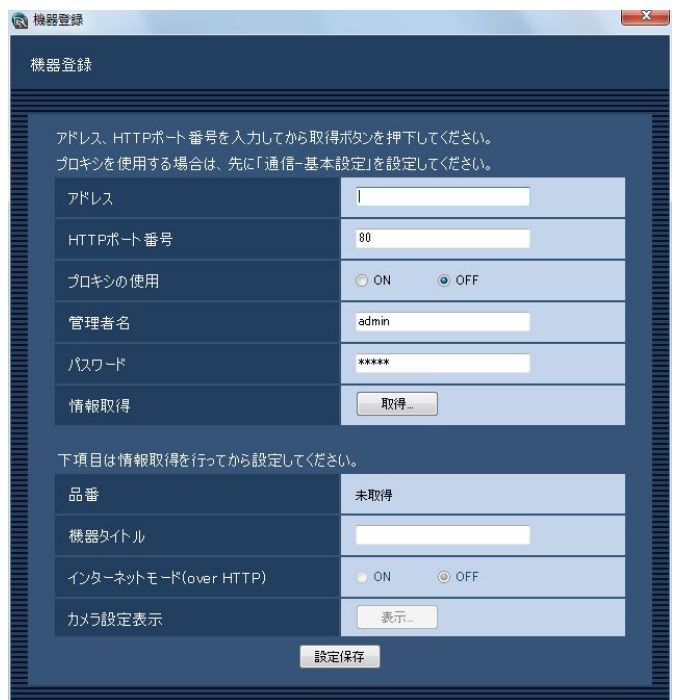 機器登録
機器登録
アドレス、HTTPポート番号を入力してから取得ボタンを押下してください。
プロキシを使用する場合は、先に「通信-基本設定」を設定してください。
アドレス
HTTPポート番号 80
プロキシの使用 ON OFF
管理者名 admin
パスワード *****
情報取得 取得...
下項目は情報取得を行ってから設定してください。
品番 未取得
機器タイトル
インターネットモード(over HTTP) ON OFF
カメラ設定表示 表示...
設定保存